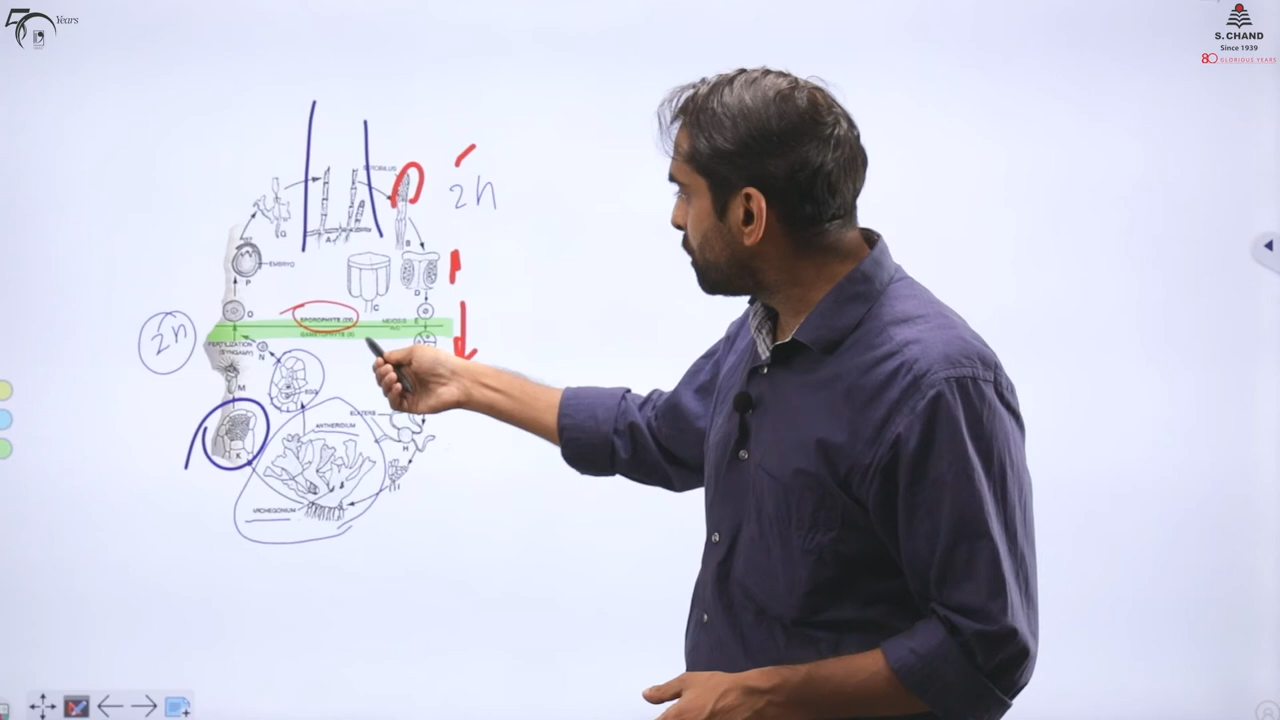 50 Years
S. CHAND
Since 1939
80 GLORIOUS YEARS
STROBILUS
2n
Q
A
B
EMBRYO
P
D
C
O
SPOROPHYTE (2X)
MEIOSIS
E
GAMETOPHYTE (X)
2n
FERTILIZATION
(SYNGAMY)
N
M
EGG
ELATERS
ANTHERIDIUM
H
K
ARCHEGONIUM